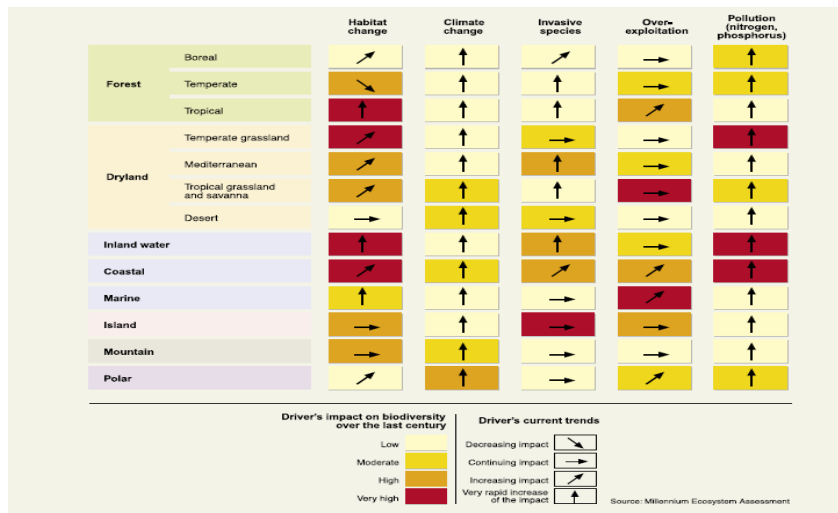 Habitat
change
Climate
change
Invasive
species
Over-
exploitation
Pollution
(nitrogen,
phosphorus)
Forest
Boreal
Temperate
Tropical
Dryland
Temperate grassland
Mediterranean
Tropical grassland
and savanna
Desert
Inland water
Coastal
Marine
Island
Mountain
Polar
Driver's impact on biodiversity
over the last century
Low
Moderate
High
Very high
Driver's current trends
Decreasing impact
Continuing impact
Increasing impact
Very rapid increase
of the impact
Source: Millennium Ecosystem Assessment